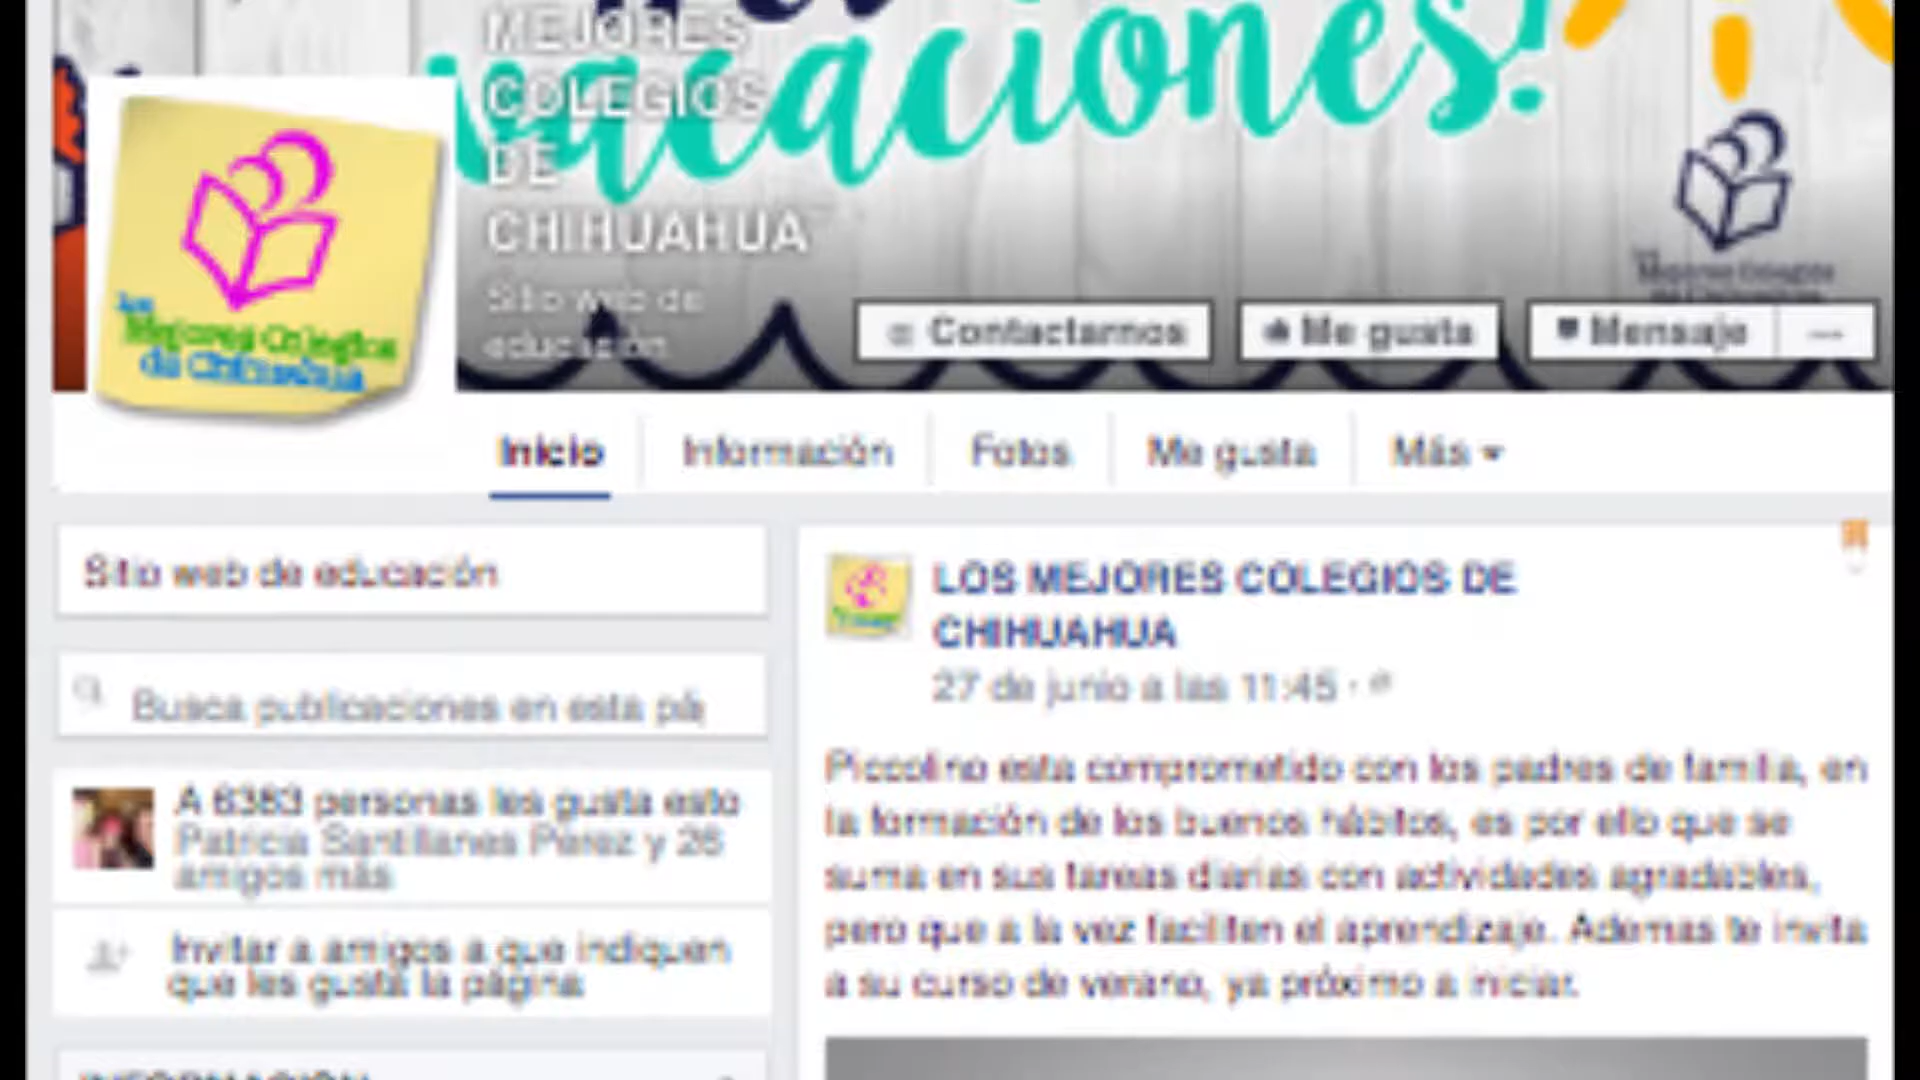 vacaciones!
MEJORES
COLEGIOS
DE
CHIHUAHUA
Sitio web de
educación
Los
Mejores Colegios
de Chihuahua
Mejores Colegios
Contactarnos
Me gusta
Mensaje
Inicio
Información
Fotos
Me gusta
Más
Sitio web de educación
Busca publicaciones en esta pá
A 6363 personas les gusta esto
Patricia Santillanes Pérez y 26
amigos más
Invitar a amigos a que indiquen
que les gusta la página
INFORMACIÓN
LOS MEJORES COLEGIOS DE
CHIHUAHUA
27 de junio a las 11:45 ·
Piccolino esta comprometido con los padres de familia, en
la formación de los buenos hábitos, es por ello que se
suma en sus tareas diarias con actividades agradables,
pero que a la vez faciliten el aprendizaje. Ademas te invita
a su curso de verano, ya próximo a iniciar.